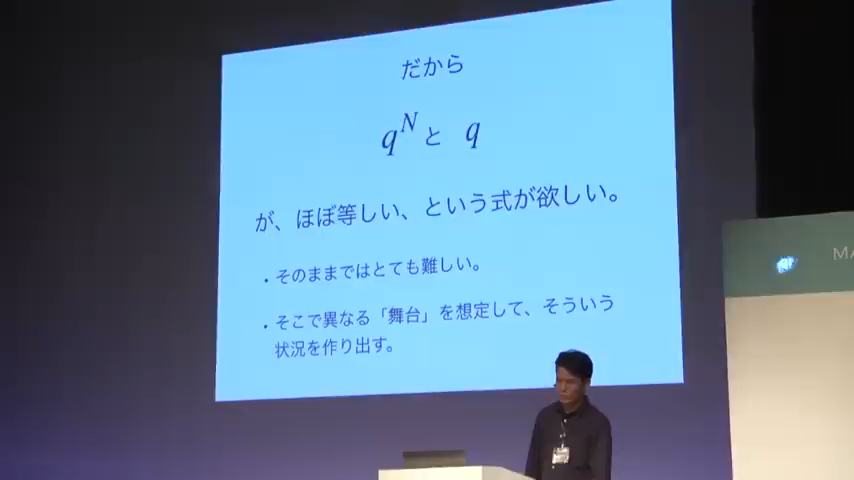 だから
q^N と q
が、ほぼ等しい、という式が欲しい。
・そのままではとても難しい。
・そこで異なる「舞台」を想定して、そういう
状況を作り出す。
MA